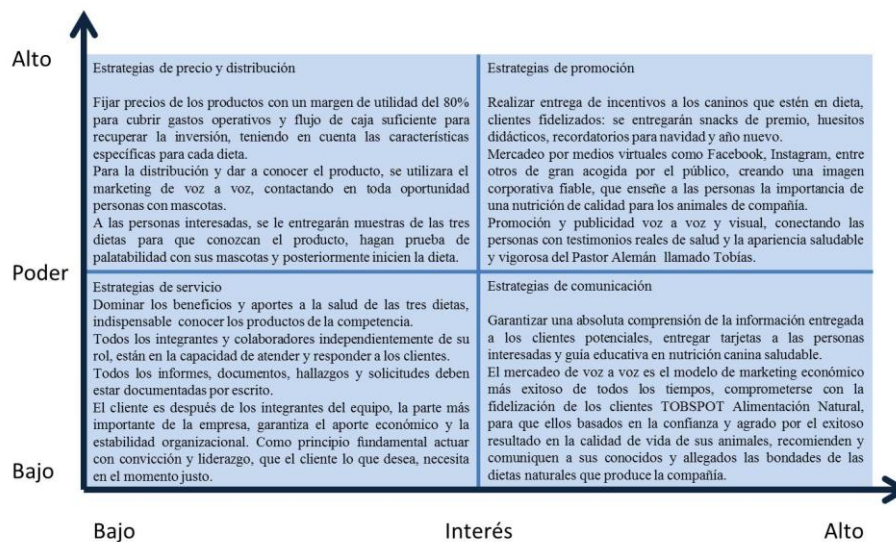 Alto
Estrategias de precio y distribución
Fijar precios de los productos con un margen de utilidad del 80%
para cubrir gastos operativos y flujo de caja suficiente para
recuperar la inversión, teniendo en cuenta las características
específicas para cada dieta.
Para la distribución y dar a conocer el producto, se utilizara el
marketing de voz a voz, contactando en toda oportunidad
personas con mascotas.
A las personas interesadas, se le entregarán muestras de las tres
dietas para que conozcan el producto, hagan prueba de
palatabilidad con sus mascotas y posteriormente inicien la dieta.
Estrategias de promoción
Realizar entrega de incentivos a los caninos que estén en dieta,
clientes fidelizados: se entregarán snacks de premio, huesitos
didácticos, recordatorios para navidad y año nuevo.
Mercadeo por medios virtuales como Facebook, Instagram, entre
otros de gran acogida por el público, creando una imagen
corporativa fiable, que enseñe a las personas la importancia de
una nutrición de calidad para los animales de compañía.
Promoción y publicidad voz a voz y visual, conectando las
personas con testimonios reales de salud y la apariencia saludable
y vigorosa del Pastor Alemán llamado Tobías.
Poder
Estrategias de servicio
Dominar los beneficios y aportes a la salud de las tres dietas,
indispensable conocer los productos de la competencia.
Todos los integrantes y colaboradores independientemente de su
rol, están en la capacidad de atender y responder a los clientes.
Todos los informes, documentos, hallazgos y solicitudes deben
estar documentadas por escrito.
El cliente es después de los integrantes del equipo, la parte más
importante de la empresa, garantiza el aporte económico y la
estabilidad organizacional. Como principio fundamental actuar
con convicción y liderazgo, que el cliente lo que desea, necesita
en el momento justo.
Estrategias de comunicación
Garantizar una absoluta comprensión de la información entregada
a los clientes potenciales, entregar tarjetas a las personas
interesadas y guía educativa en nutrición canina saludable.
El mercadeo de voz a voz es el modelo de marketing económico
más exitoso de todos los tiempos, comprometerse con la
fidelización de los clientes TOBSPOT Alimentación Natural,
para que ellos basados en la confianza y agrado por el exitoso
resultado en la calidad de vida de sus animales, recomienden y
comuniquen a sus conocidos y allegados las bondades de las
dietas naturales que produce la compañía.
Bajo
Bajo
Interés
Alto